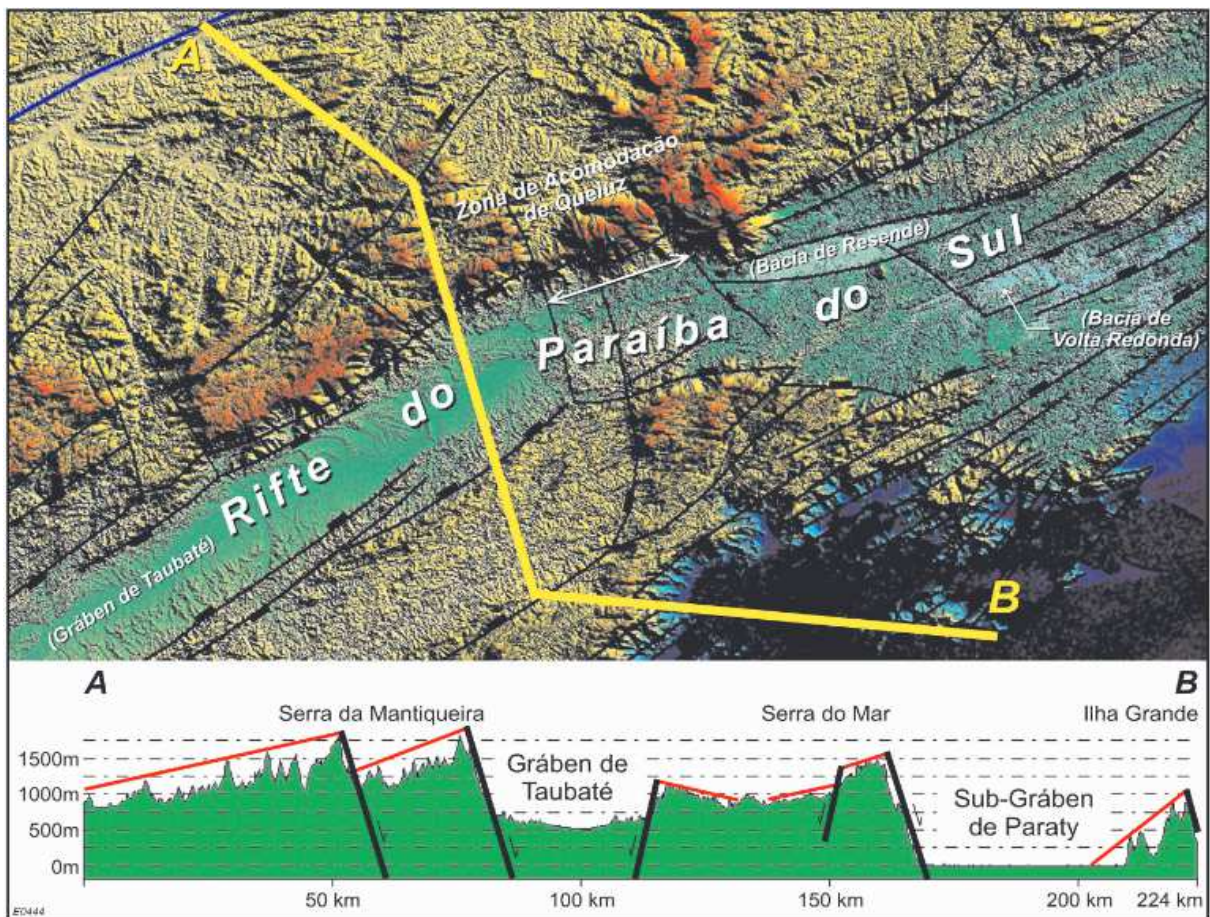 A
Zona de Acomodação
de Queluz
(Bacia de Resende)
Rifte do Paraíba do Sul
(Bacia de
Volta Redonda)
(Gráben de Taubaté)
B
A
B
Serra da Mantiqueira
Serra do Mar
Ilha Grande
1500m
1000m
500m
0m
Gráben de
Taubaté
Sub-Gráben
de Paraty
50 km
100 km
150 km
200 km
224 km
E0444